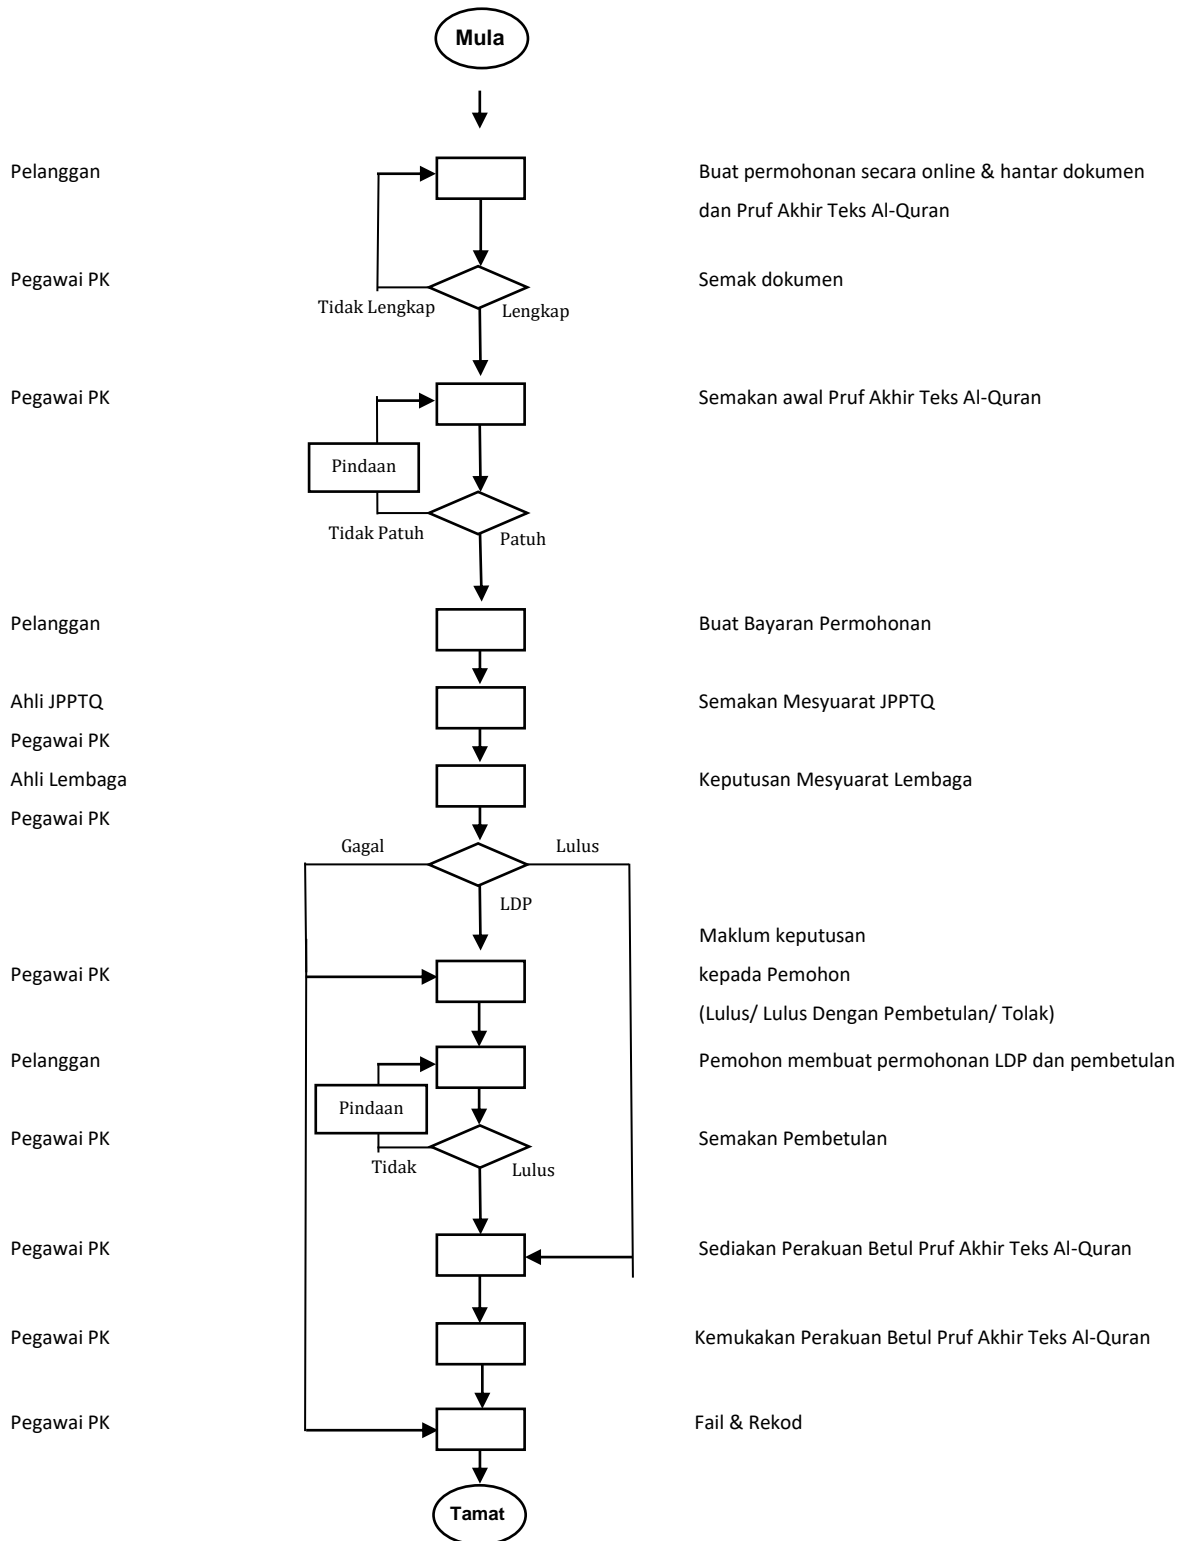 Mula
Pelanggan
Buat permohonan secara online & hantar dokumen
dan Pruf Akhir Teks Al-Quran
Pegawai PK
Semak dokumen
Tidak Lengkap
Lengkap
Pegawai PK
Semakan awal Pruf Akhir Teks Al-Quran
Pindaan
Tidak Patuh
Patuh
Pelanggan
Buat Bayaran Permohonan
Ahli JPPTQ
Semakan Mesyuarat JPPTQ
Pegawai PK
Ahli Lembaga
Keputusan Mesyuarat Lembaga
Pegawai PK
Gagal
Lulus
LDP
Maklum keputusan
Pegawai PK
kepada Pemohon
(Lulus/ Lulus Dengan Pembetulan/ Tolak)
Pelanggan
Pemohon membuat permohonan LDP dan pembetulan
Pindaan
Pegawai PK
Semakan Pembetulan
Tidak
Lulus
Pegawai PK
Sediakan Perakuan Betul Pruf Akhir Teks Al-Quran
Pegawai PK
Kemukakan Perakuan Betul Pruf Akhir Teks Al-Quran
Pegawai PK
Fail & Rekod
Tamat